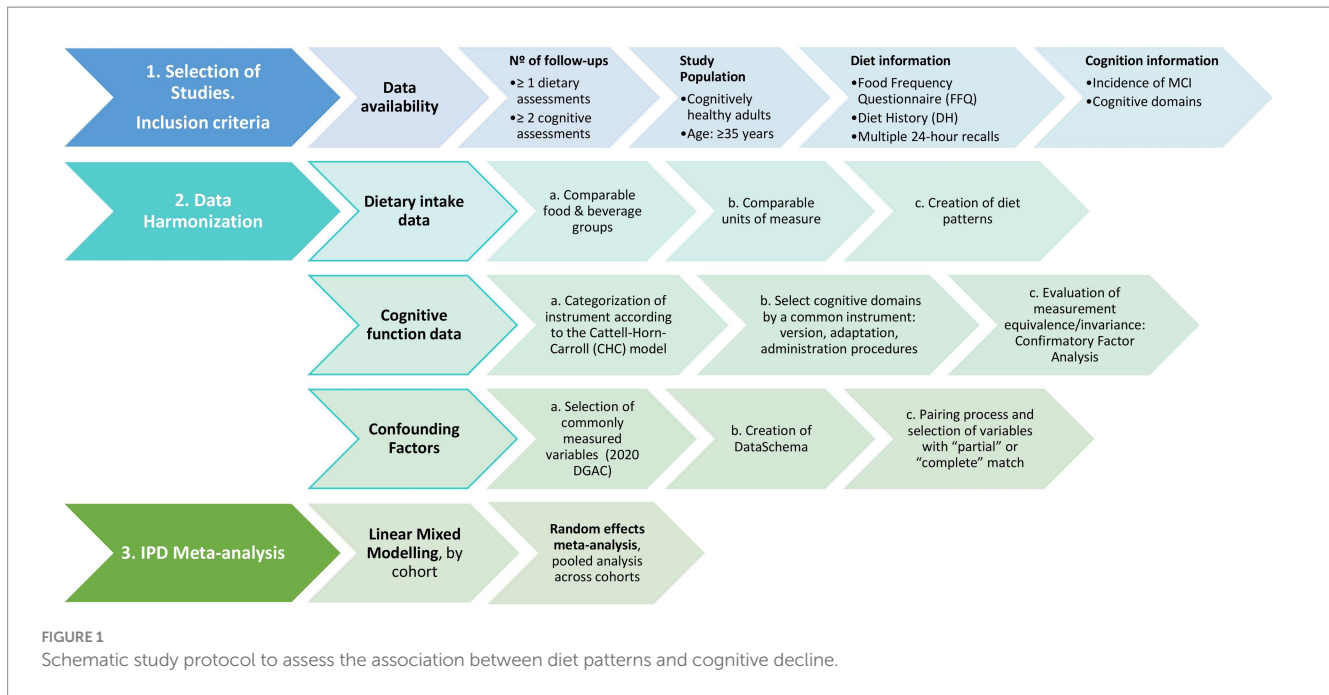 1. Selection of
Studies.
Inclusion criteria
Data
availability
Nº of follow-ups
•≥ 1 dietary
assessments
•≥ 2 cognitive
assessments
Study
Population
•Cognitively
healthy adults
•Age: ≥35 years
Diet information
•Food Frequency
Questionnaire (FFQ)
•Diet History (DH)
•Multiple 24-hour recalls
Cognition information
•Incidence of MCI
•Cognitive domains
2. Data
Harmonization
Dietary intake
data
a. Comparable
food & beverage
groups
b. Comparable
units of measure
c. Creation of diet
patterns
Cognitive
function data
a. Categorization of
instrument according
to the Cattell-Horn-
Carroll (CHC) model
b. Select cognitive domains
by a common instrument:
version, adaptation,
administration procedures
c. Evaluation of
measurement
equivalence/invariance:
Confirmatory Factor
Analysis
Confounding
Factors
a. Selection of
commonly
measured
variables (2020
DGAC)
b. Creation of
DataSchema
c. Pairing process and
selection of variables
with “partial” or
“complete” match
3. IPD Meta-analysis
Linear Mixed
Modelling, by
cohort
Random effects
meta-analysis,
pooled analysis
across cohorts
FIGURE 1
Schematic study protocol to assess the association between diet patterns and cognitive decline.